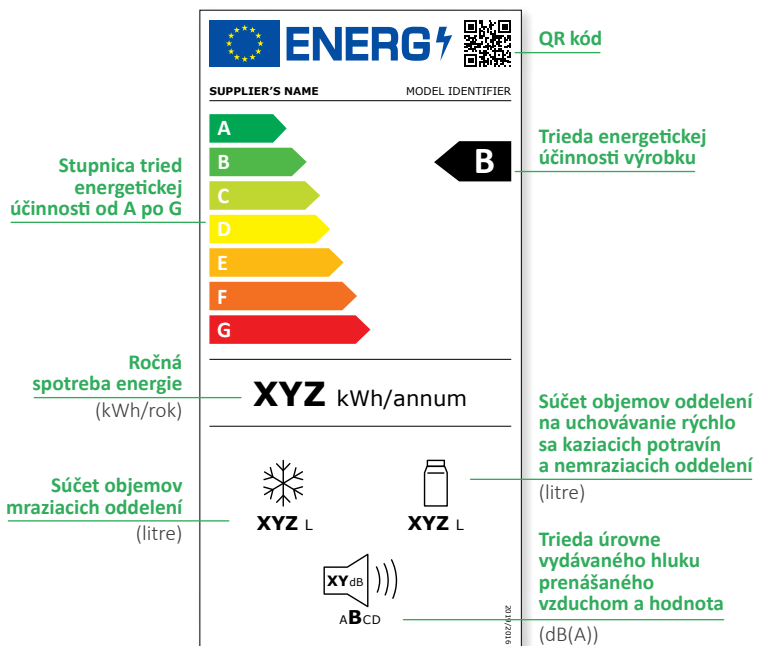 ENERG
QR kód
SUPPLIER'S NAME
MODEL IDENTIFIER
A
B
C
D
E
F
G
B
Trieda energetickej
účinnosti výrobku
Stupnica tried
energetickej
účinnosti od A po G
Ročná
spotreba energie
(kWh/rok)
XYZ kWh/annum
Súčet objemov
mraziacich oddelení
(litre)
XYZ L
XYZ L
Súčet objemov oddelení
na uchovávanie rýchlo
sa kaziacich potravín
a nemraziacich oddelení
(litre)
XY dB
ABCD
Trieda úrovne
vydávaného hluku
prenášaného
vzduchom a hodnota
(dB(A))
2019/2016